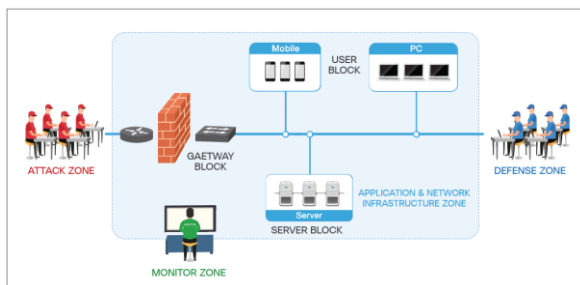 Mobile
USER
BLOCK
PC
ATTACK ZONE
GAETWAY
BLOCK
DEFENSE ZONE
APPLICATION & NETWORK
INFRASTRUCTURE ZONE
Server
SERVER BLOCK
MONITOR ZONE